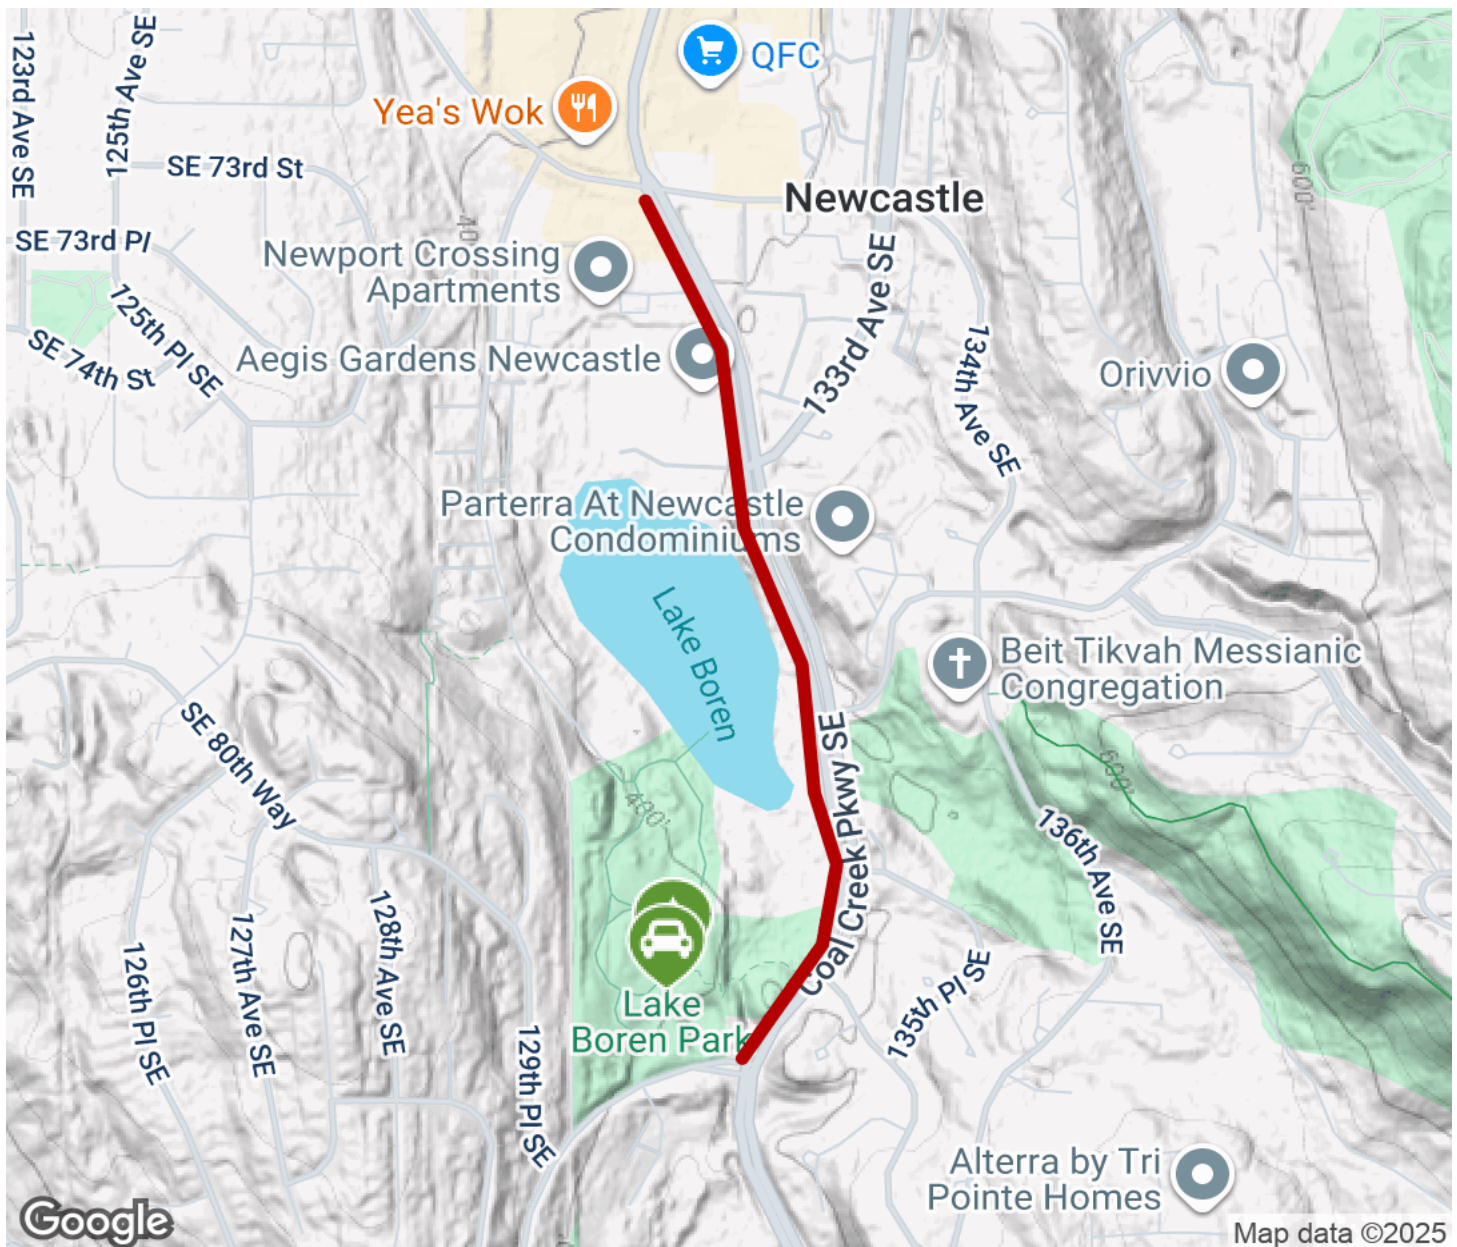 123rd Ave SE
125th Ave SE
QFC
Yea's Wok
SE 73rd St
600'
Newcastle
40
SE 73rd Pl
Newport Crossing
Apartments
133rd Ave SE
125th Pl SE
SE 74th St
Aegis Gardens Newcastle
134th Ave SE
Orivvio
Parterra At Newcastle
Condominiums
Lake Boren
Beit Tikvah Messianic
Congregation
SE 80th Way
Coal Creek Pkwy SE
600'
400'
136th Ave SE
126th Pl SE
127th Ave SE
128th Ave SE
129th Pl SE
135th Pl SE
Lake
Boren Park
Alterra by Tri
Pointe Homes
Google
Map data ©2025